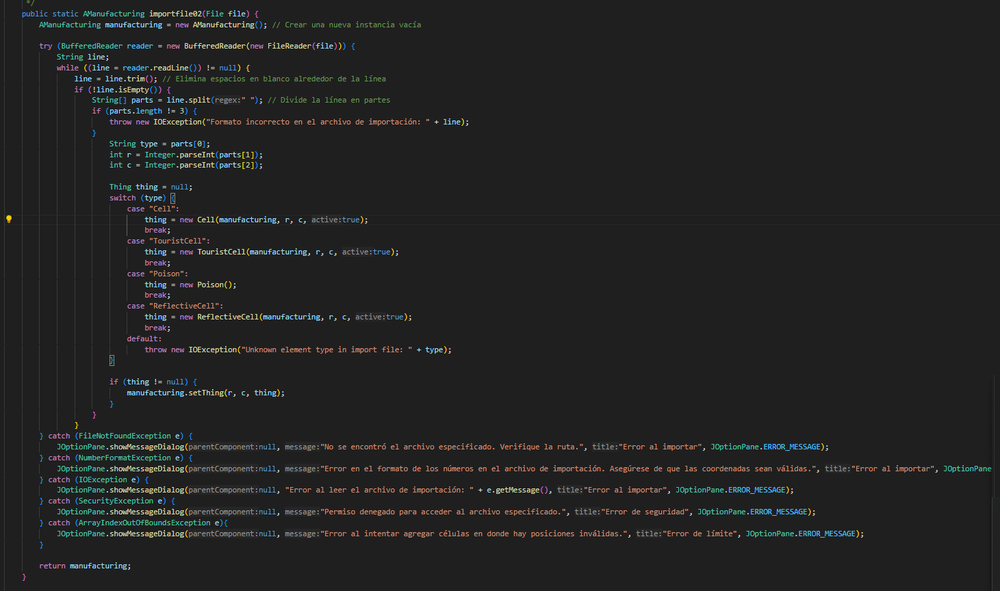 */
public static AManufacturing importfile02(File file) {
AManufacturing manufacturing = new AManufacturing(); // Crear una nueva instancia vacía
try (BufferedReader reader = new BufferedReader(new FileReader(file))) {
String line;
while ((line = reader.readLine()) != null) {
line = line.trim(); // Elimina espacios en blanco alrededor de la línea
if (!line.isEmpty()) {
String[] parts = line.split(regex:" "); // Divide la línea en partes
if (parts.length != 3) {
throw new IOException("Formato incorrecto en el archivo de importación: " + line);
}
String type = parts[0];
int r = Integer.parseInt(parts[1]);
int c = Integer.parseInt(parts[2]);
Thing thing = null;
switch (type) {
case "Cell":
thing = new Cell(manufacturing, r, c, active:true);
break;
case "TouristCell":
thing = new TouristCell(manufacturing, r, c, active:true);
break;
case "Poison":
thing = new Poison();
break;
case "ReflectiveCell":
thing = new ReflectiveCell(manufacturing, r, c, active:true);
break;
default:
throw new IOException("Unknown element type in import file: " + type);
}
if (thing != null) {
manufacturing.setThing(r, c, thing);
}
}
}
} catch (FileNotFoundException e) {
JOptionPane.showMessageDialog(parentComponent:null, message:"No se encontró el archivo especificado. Verifique la ruta.", title:"Error al importar", JOptionPane.ERROR_MESSAGE);
} catch (NumberFormatException e) {
JOptionPane.showMessageDialog(parentComponent:null, message:"Error en el formato de los números en el archivo de importación. Asegúrese de que las coordenadas sean válidas.", title:"Error al importar", JOptionPane
} catch (IOException e) {
JOptionPane.showMessageDialog(parentComponent:null, "Error al leer el archivo de importación: " + e.getMessage(), title:"Error al importar", JOptionPane.ERROR_MESSAGE);
} catch (SecurityException e) {
JOptionPane.showMessageDialog(parentComponent:null, message:"Permiso denegado para acceder al archivo especificado.", title:"Error de seguridad", JOptionPane.ERROR_MESSAGE);
} catch (ArrayIndexOutOfBoundsException e){
JOptionPane.showMessageDialog(parentComponent:null, message:"Error al intentar agregar células en donde hay posiciones inválidas.", title:"Error de límite", JOptionPane.ERROR_MESSAGE);
}
return manufacturing;
}